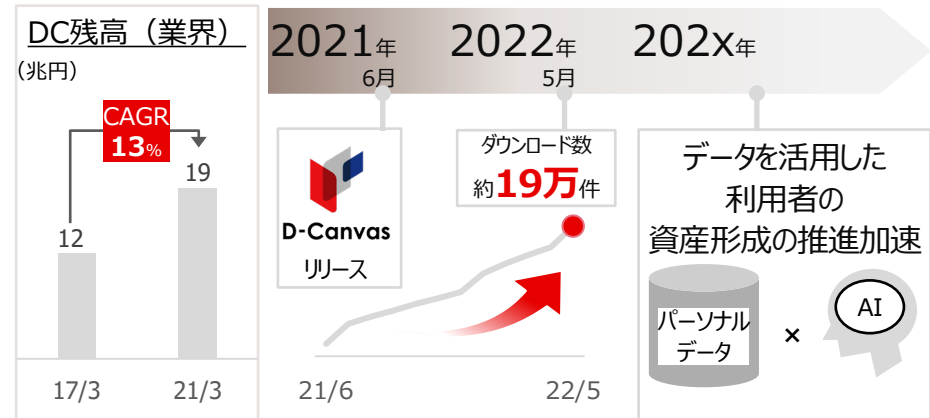 DC残高（業界）
（兆円）
CAGR
13%
12
19
17/3
21/3
2021年
6月
2022年
5月
202x年
D-Canvas
リリース
ダウンロード数
約19万件
21/6
22/5
データを活用した
利用者の
資産形成の推進加速
パーソナル
データ
×
AI